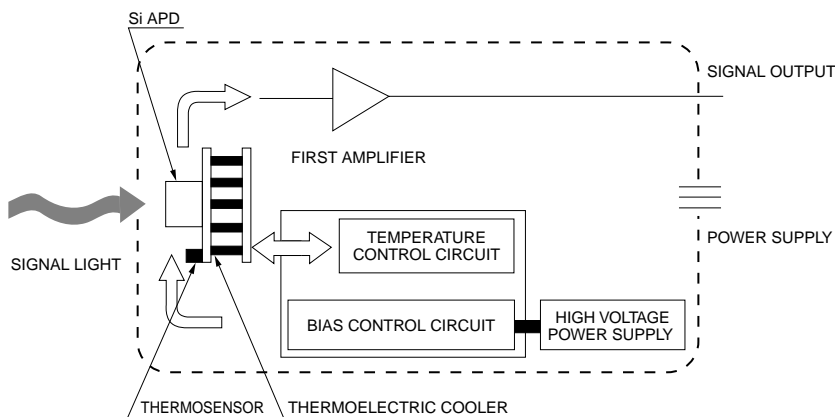 Si APD
SIGNAL OUTPUT
FIRST AMPLIFIER
SIGNAL LIGHT
TEMPERATURE
CONTROL CIRCUIT
POWER SUPPLY
BIAS CONTROL CIRCUIT
HIGH VOLTAGE
POWER SUPPLY
THERMOSENSOR
THERMOELECTRIC COOLER